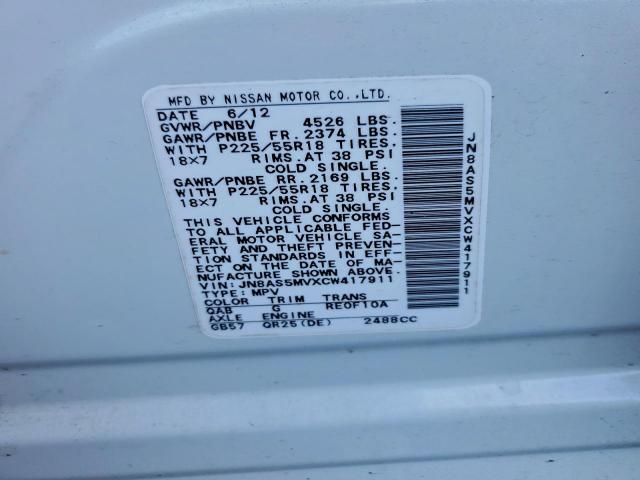 MFD BY NISSAN MOTOR CO.,LTD.
DATE 6/12
GVWR/PNBV 4526 LBS.
GAWR/PNBE FR. 2374 LBS.
WITH P225/55R18 TIRES,
18X7 RIMS,AT 38 PSI
COLD SINGLE.
GAWR/PNBE RR. 2169 LBS.
WITH P225/55R18 TIRES,
18X7 RIMS,AT 38 PSI
COLD SINGLE.
THIS VEHICLE CONFORMS
TO ALL APPLICABLE FED-
ERAL MOTOR VEHICLE SA-
FETY AND THEFT PREVEN-
TION STANDARDS IN EFF-
ECT ON THE DATE OF MA-
NUFACTURE SHOWN ABOVE.
VIN: JN8AS5MVXCW417911
TYPE: MPV
COLOR TRIM TRANS
QAB G RE0F10A
AXLE ENGINE
GB57 QR25(DE) 2488CC
JN8AS5MVXCW417911